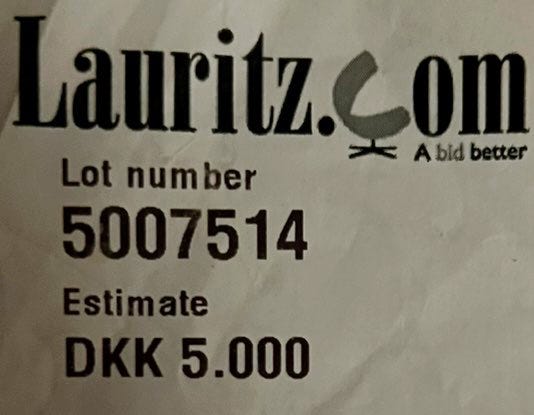 Lauritz.Com
A bid better
Lot number
5007514
Estimate
DKK 5.000